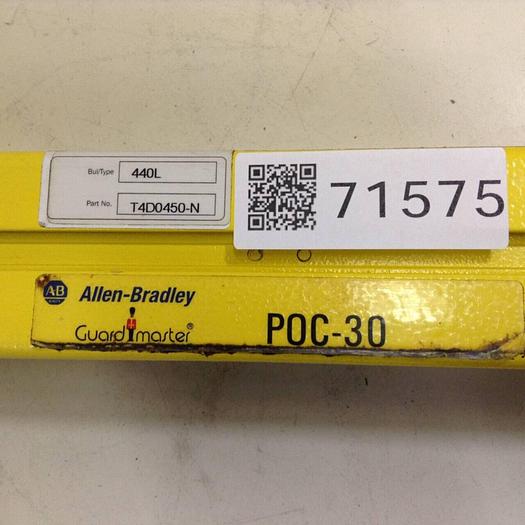 Bul/Type 440L
Part No. T4D0450-N
71575
AB Allen-Bradley
Guardmaster®
POC-30